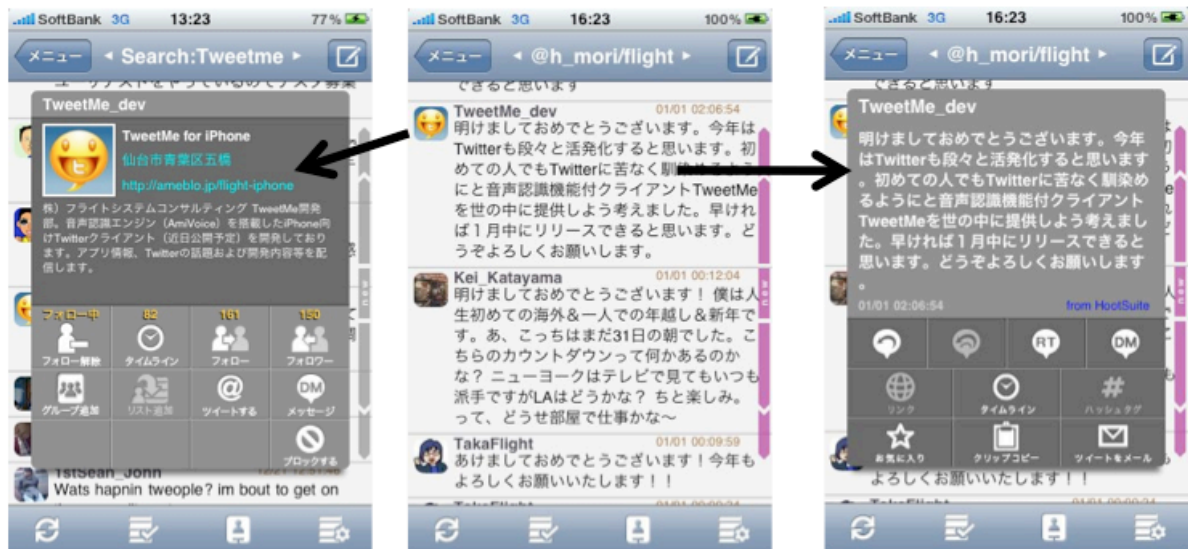 SoftBank 3G 13:23 77%
メニュー Search:Tweetme
TweetMe_dev
TweetMe for iPhone
仙台市青葉区五橋
http://ameblo.jp/flight-iphone
株）フライトシステムコンサルティング TweetMe開発
部。音声認識エンジン（AmiVoice）を搭載したiPhone向
けTwitterクライアント（近日公開予定）を開発しており
ます。アプリ情報、Twitterの話題および開発内容等を配
信します。
フォロー中 82 161 150
フォロー解除 タイムライン フォロー フォロワー
グループ追加 リスト追加 ツイートする メッセージ
@ DM
ブロックする
1stSean_John
Wats hapnin tweople? im bout to get on
SoftBank 3G 16:23 100%
メニュー @h_mori/flight
できると思います
TweetMe_dev 01/01 02:06:54
明けましておめでとうございます。今年は
Twitterも段々と活発化すると思います。初
めての人でもTwitterに苦なく馴染めるよう
にと音声認識機能付クライアントTweetMe
を世の中に提供しよう考えました。早けれ
ば1月中にリリースできると思います。ど
うぞよろしくお願いします。
Kei_Katayama 01/01 00:12:04
明けましておめでとうございます！僕は人
生初めての海外＆一人での年越し＆新年で
す。あ、こっちはまだ31日の朝でした。こ
ちらのカウントダウンって何かあるのか
な？ ニューヨークはテレビで見てもいつも
派手ですがLAはどうかな？ ちと楽しみ。
って、どうせ部屋で仕事かな〜
TakaFlight 01/01 00:09:59
あけましておめでとうございます！今年も
よろしくお願いいたします！！
SoftBank 3G 16:23 100%
メニュー @h_mori/flight
できると思います
TweetMe_dev
明けましておめでとうございます。今年
はTwitterも段々と活発化すると思います
。初めての人でもTwitterに苦なく馴染め
るようにと音声認識機能付クライアント
TweetMeを世の中に提供しよう考えまし
た。早ければ1月中にリリースできると
思います。どうぞよろしくお願いします
。
01/01 02:06:54 from HootSuite
RT DM
リンク タイムライン ハッシュタグ
お気に入り クリップコピー ツイートをメール
よろしくお願いいたします！！